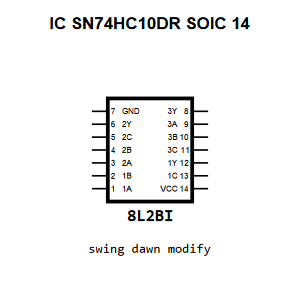 IC SN74HC10DR SOIC 14
7 GND 3Y 8
6 2Y 3A 9
5 2C 3B 10
4 2B 3C 11
3 2A 1Y 12
2 1B 1C 13
1 1A VCC 14
8L2BI
swing dawn modify